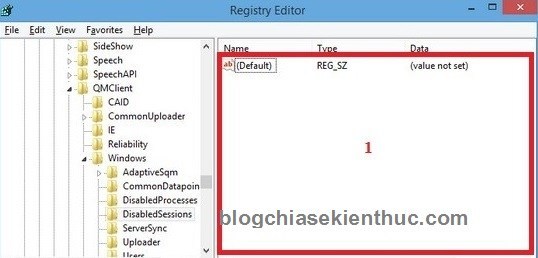 Registry Editor
File Edit View Favorites Help
SideShow
Speech
SpeechAPI
QMClient
CAID
CommonUploader
IE
Reliability
Windows
AdaptiveSqm
CommonDatapoin
DisabledProcesses
DisabledSessions
ServerSync
Uploader
Users
Name Type Data
ab (Default) REG_SZ (value not set)
1
blogchiasekienthuc.com